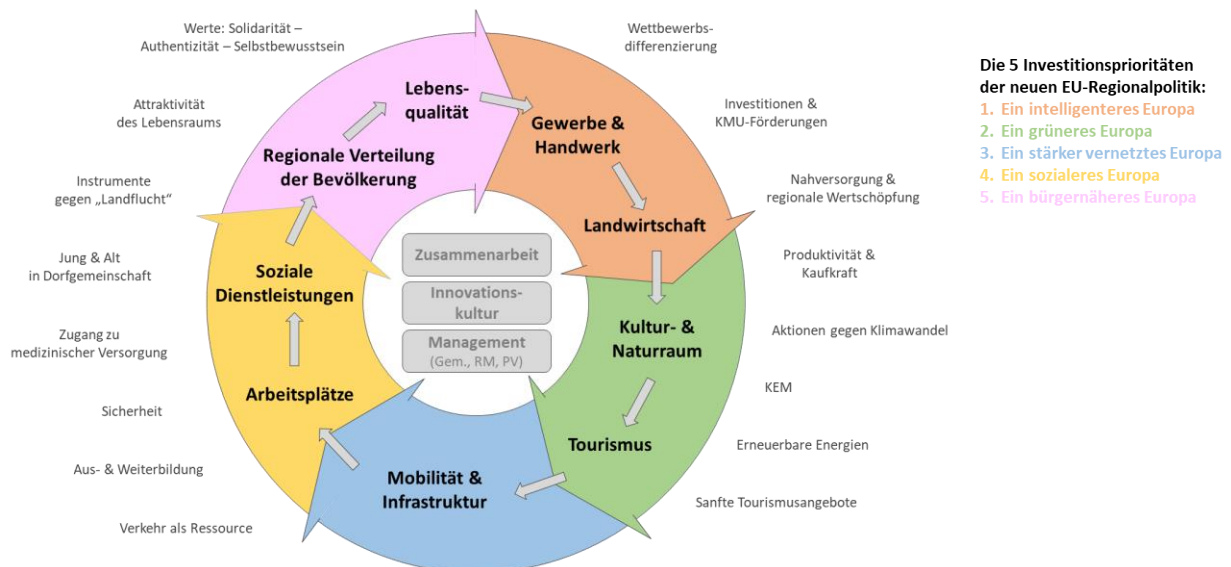 Werte: Solidarität –
Authentizität – Selbstbewusstsein
Attraktivität
des Lebensraums
Instrumente
gegen „Landflucht“
Jung & Alt
in Dorfgemeinschaft
Zugang zu
medizinischer Versorgung
Sicherheit
Aus- & Weiterbildung
Verkehr als Ressource
Lebens-
qualität
Regionale Verteilung
der Bevölkerung
Soziale
Dienstleistungen
Arbeitsplätze
Mobilität &
Infrastruktur
Tourismus
Kultur- &
Naturraum
Landwirtschaft
Gewerbe &
Handwerk
Zusammenarbeit
Innovations-
kultur
Management
(Gem., RM, PV)
Wettbewerbs-
differenzierung
Investitionen &
KMU-Förderungen
Nahversorgung &
regionale Wertschöpfung
Produktivität &
Kaufkraft
Aktionen gegen Klimawandel
KEM
Erneuerbare Energien
Sanfte Tourismusangebote
Die 5 Investitionsprioritäten
der neuen EU-Regionalpolitik:
1. Ein intelligenteres Europa
2. Ein grüneres Europa
3. Ein stärker vernetztes Europa
4. Ein sozialeres Europa
5. Ein bürgernäheres Europa